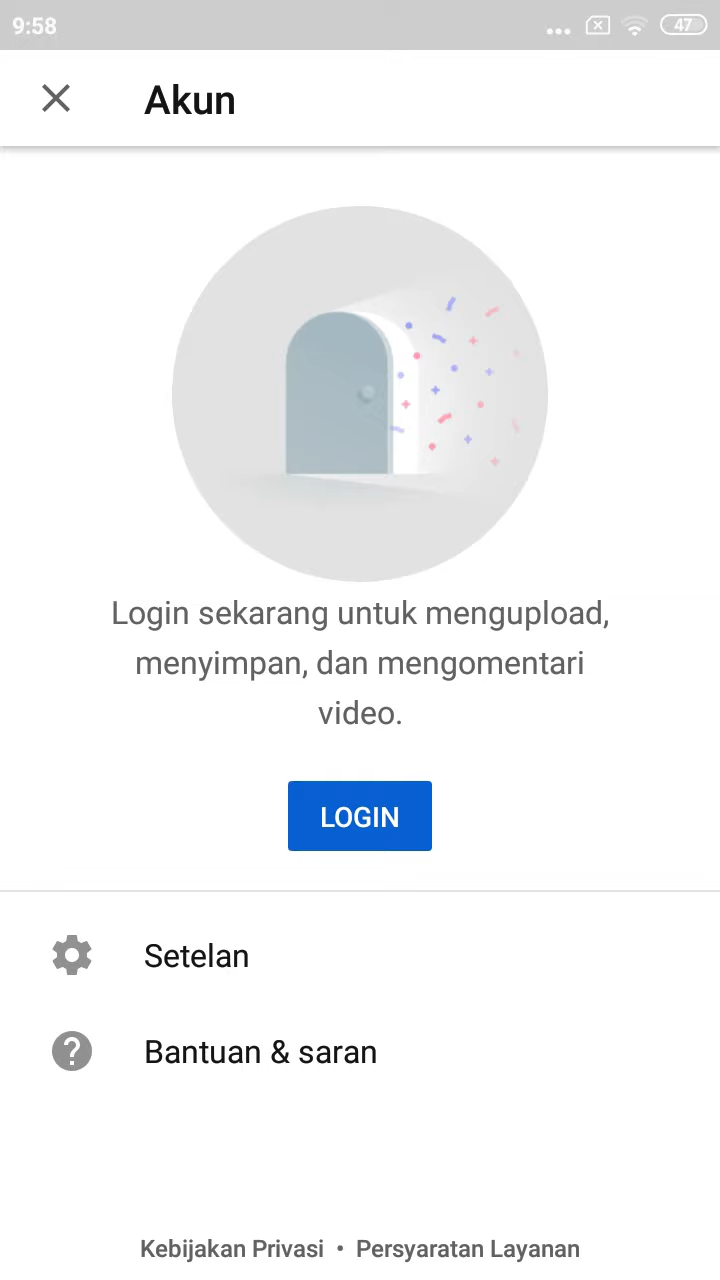 9:58
47
Akun
Login sekarang untuk mengupload,
menyimpan, dan mengomentari
video.
LOGIN
Setelan
Bantuan & saran
Kebijakan Privasi • Persyaratan Layanan